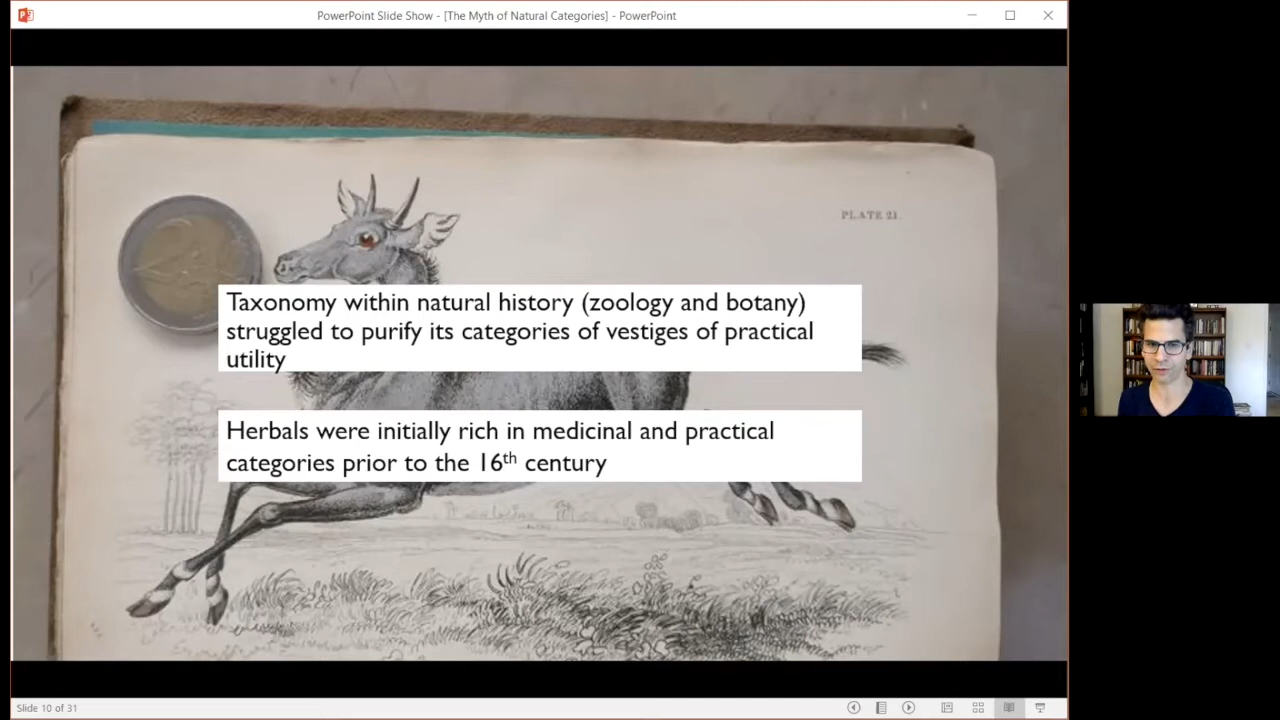 PowerPoint Slide Show - [The Myth of Natural Categories] - PowerPoint
PLATE 21.
Taxonomy within natural history (zoology and botany)
struggled to purify its categories of vestiges of practical
utility
Herbals were initially rich in medicinal and practical
categories prior to the 16th century
Slide 10 of 31